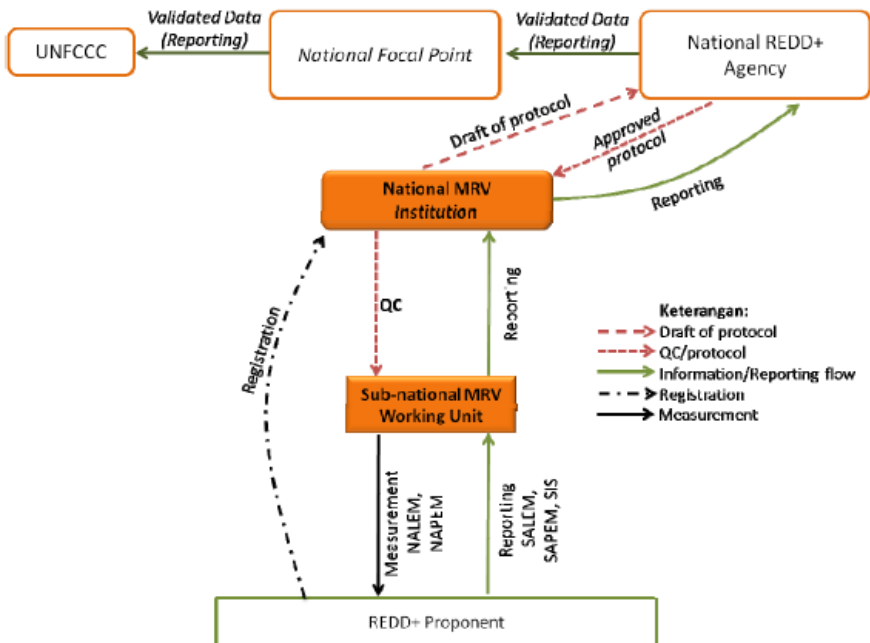 Validated Data
(Reporting)
Validated Data
(Reporting)
UNFCCC
National Focal Point
National REDD+
Agency
Draft of protocol
Approved
protocol
Reporting
National MRV
Institution
Registration
QC
Reporting
Keterangan:
Draft of protocol
QC/protocol
Information/Reporting flow
Registration
Measurement
Sub-national MRV
Working Unit
Measurement
NALEM,
NAPEM
Reporting
SALEM,
SAPEM, SIS
REDD+ Proponent